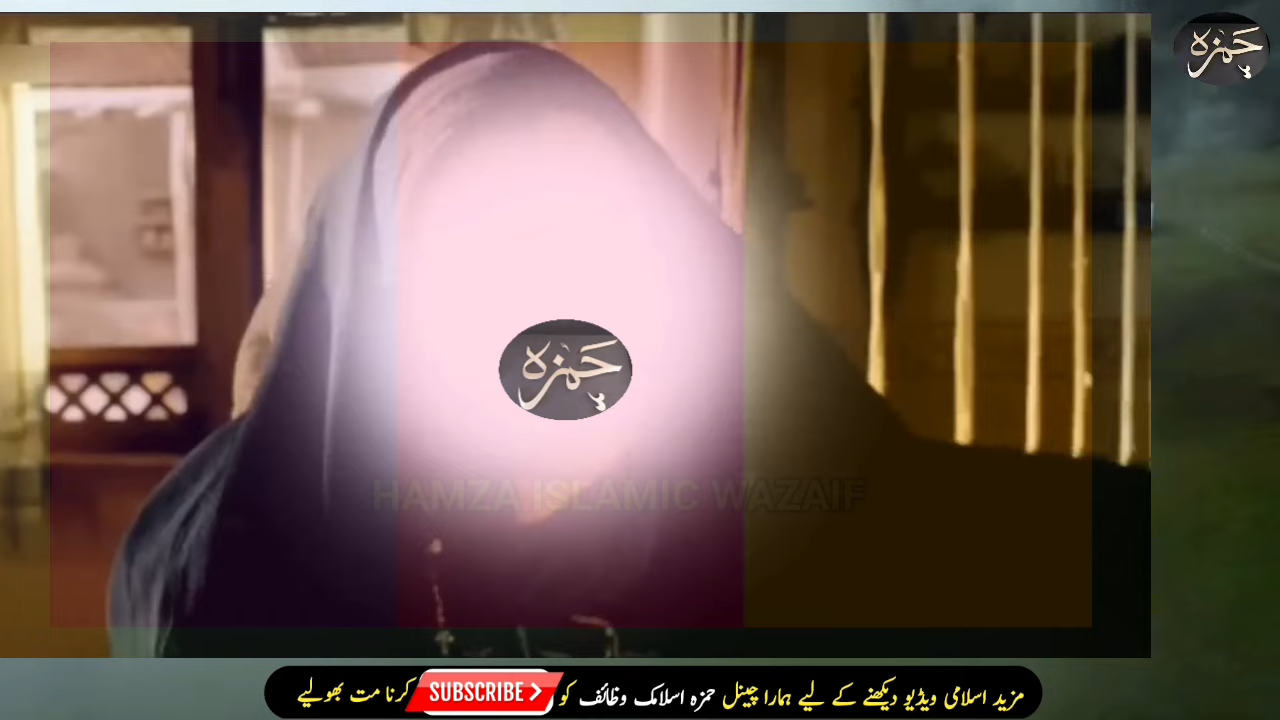 حمزہ
حمزہ
HAMZA ISLAMIC WAZAIF
مزید اسلامی ویڈیو دیکھنے کے لیے ہمارا چینل حمزہ اسلامک وظائف کو SUBSCRIBE کرنا مت بھولیے